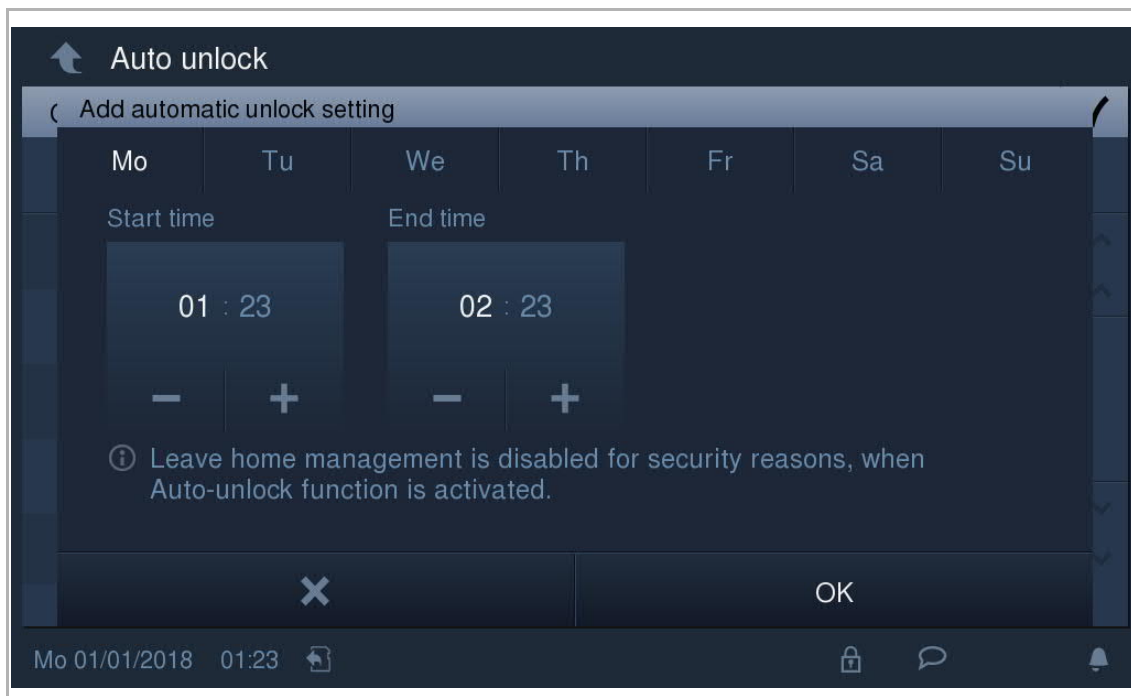 Auto unlock
Add automatic unlock setting
Mo Tu We Th Fr Sa Su
Start time End time
01 : 23 02 : 23
Leave home management is disabled for security reasons, when
Auto-unlock function is activated.
OK
Mo 01/01/2018 01:23